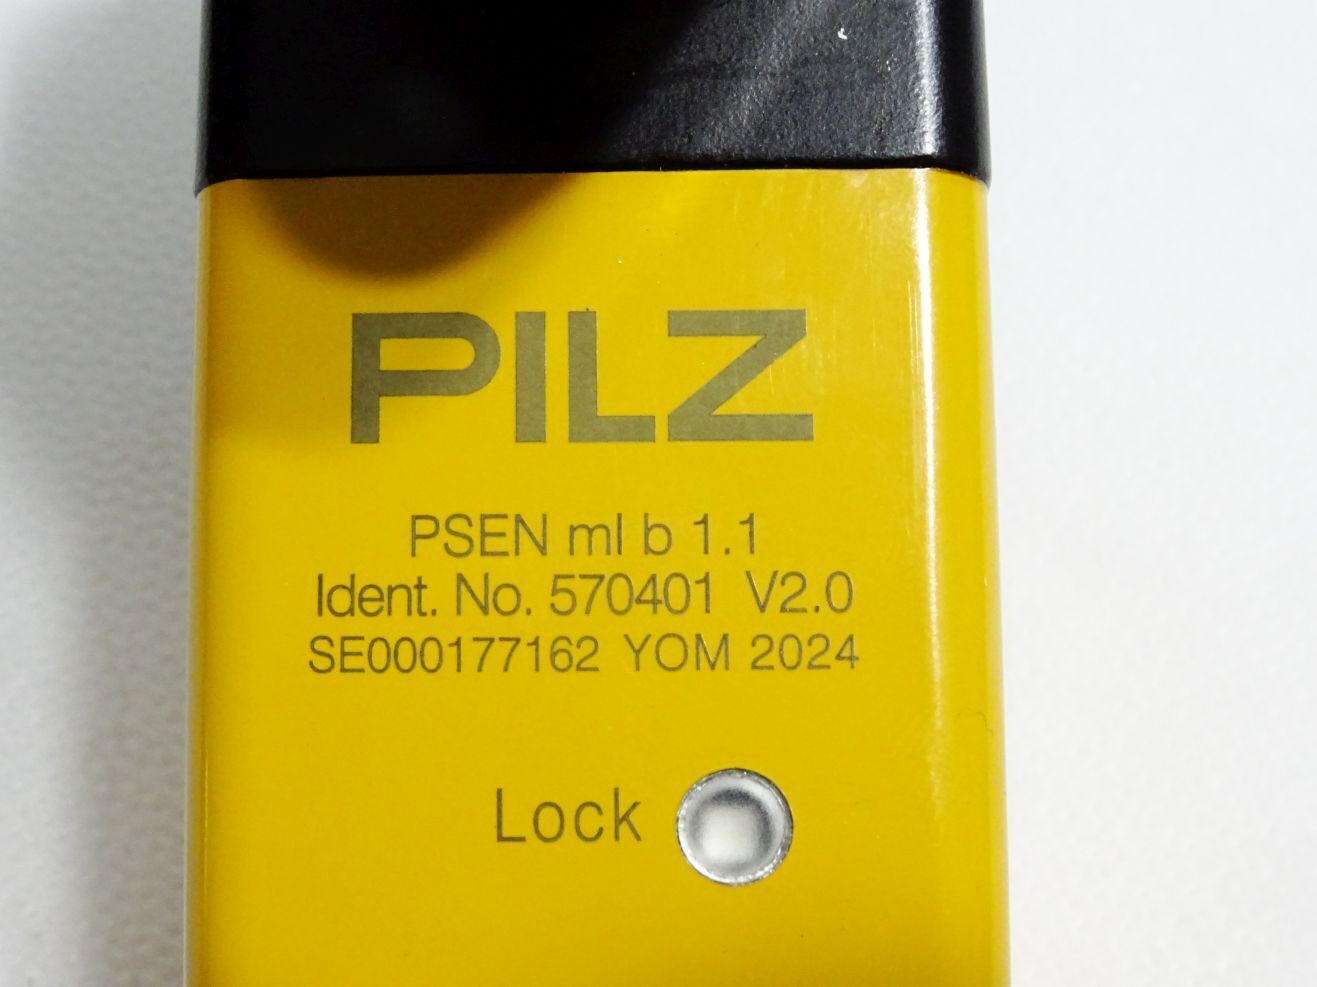 PILZ
PSEN ml b 1.1
Ident. No. 570401 V2.0
SE000177162 YOM 2024
Lock